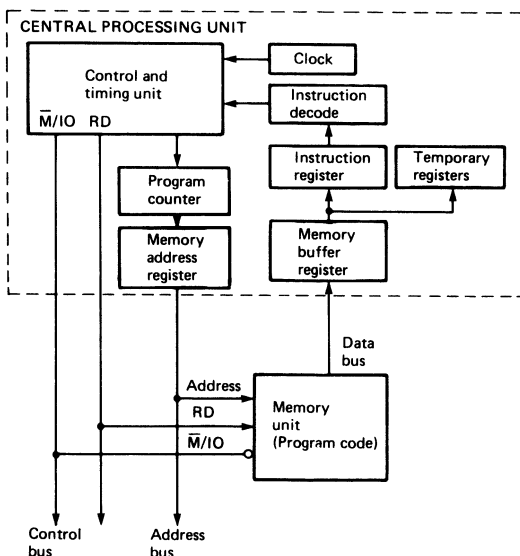 CENTRAL PROCESSING UNIT
Control and
timing unit
M̅/IO RD
Clock
Instruction
decode
Instruction
register
Temporary
registers
Program
counter
Memory
address
register
Memory
buffer
register
Data
bus
Address
RD
M̅/IO
Memory
unit
(Program code)
Control
bus
Address
bus